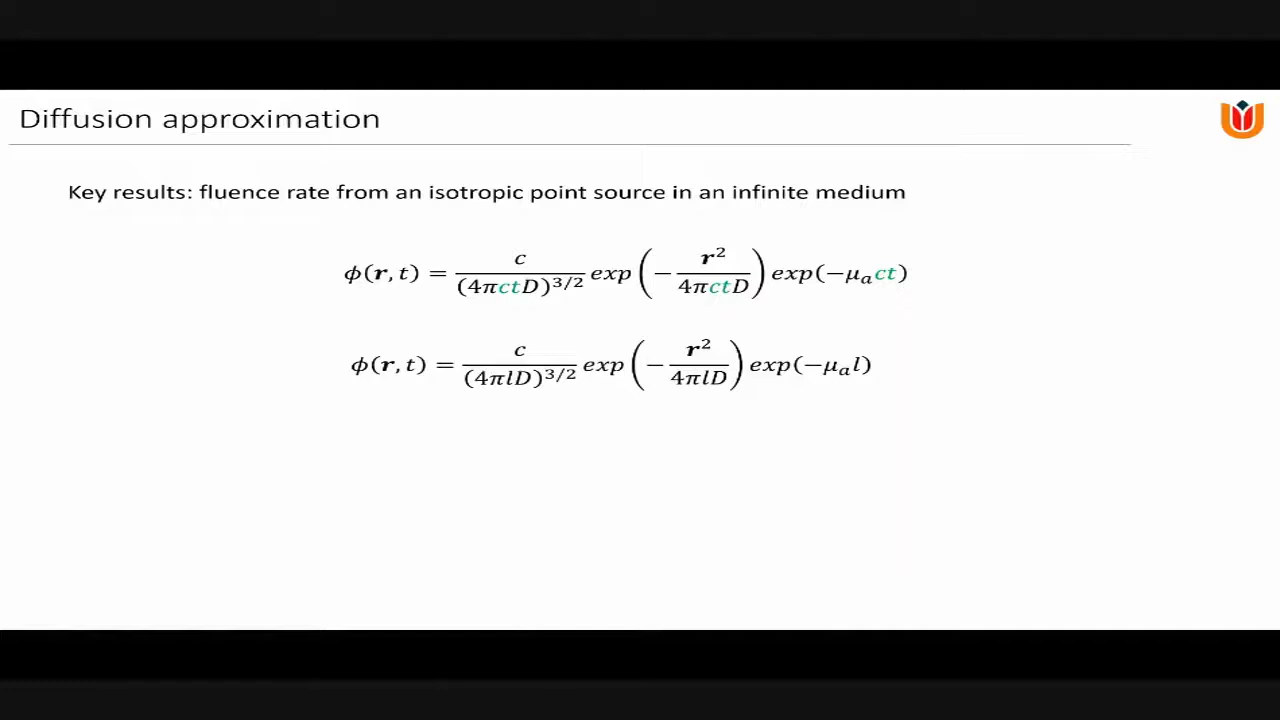 Diffusion approximation
Key results: fluence rate from an isotropic point source in an infinite medium
ϕ(r, t) = c/(4πctD)^{3/2} exp(−r²/(4πctD)) exp(−μₐct)
ϕ(r, t) = c/(4πlD)^{3/2} exp(−r²/(4πlD)) exp(−μₐl)